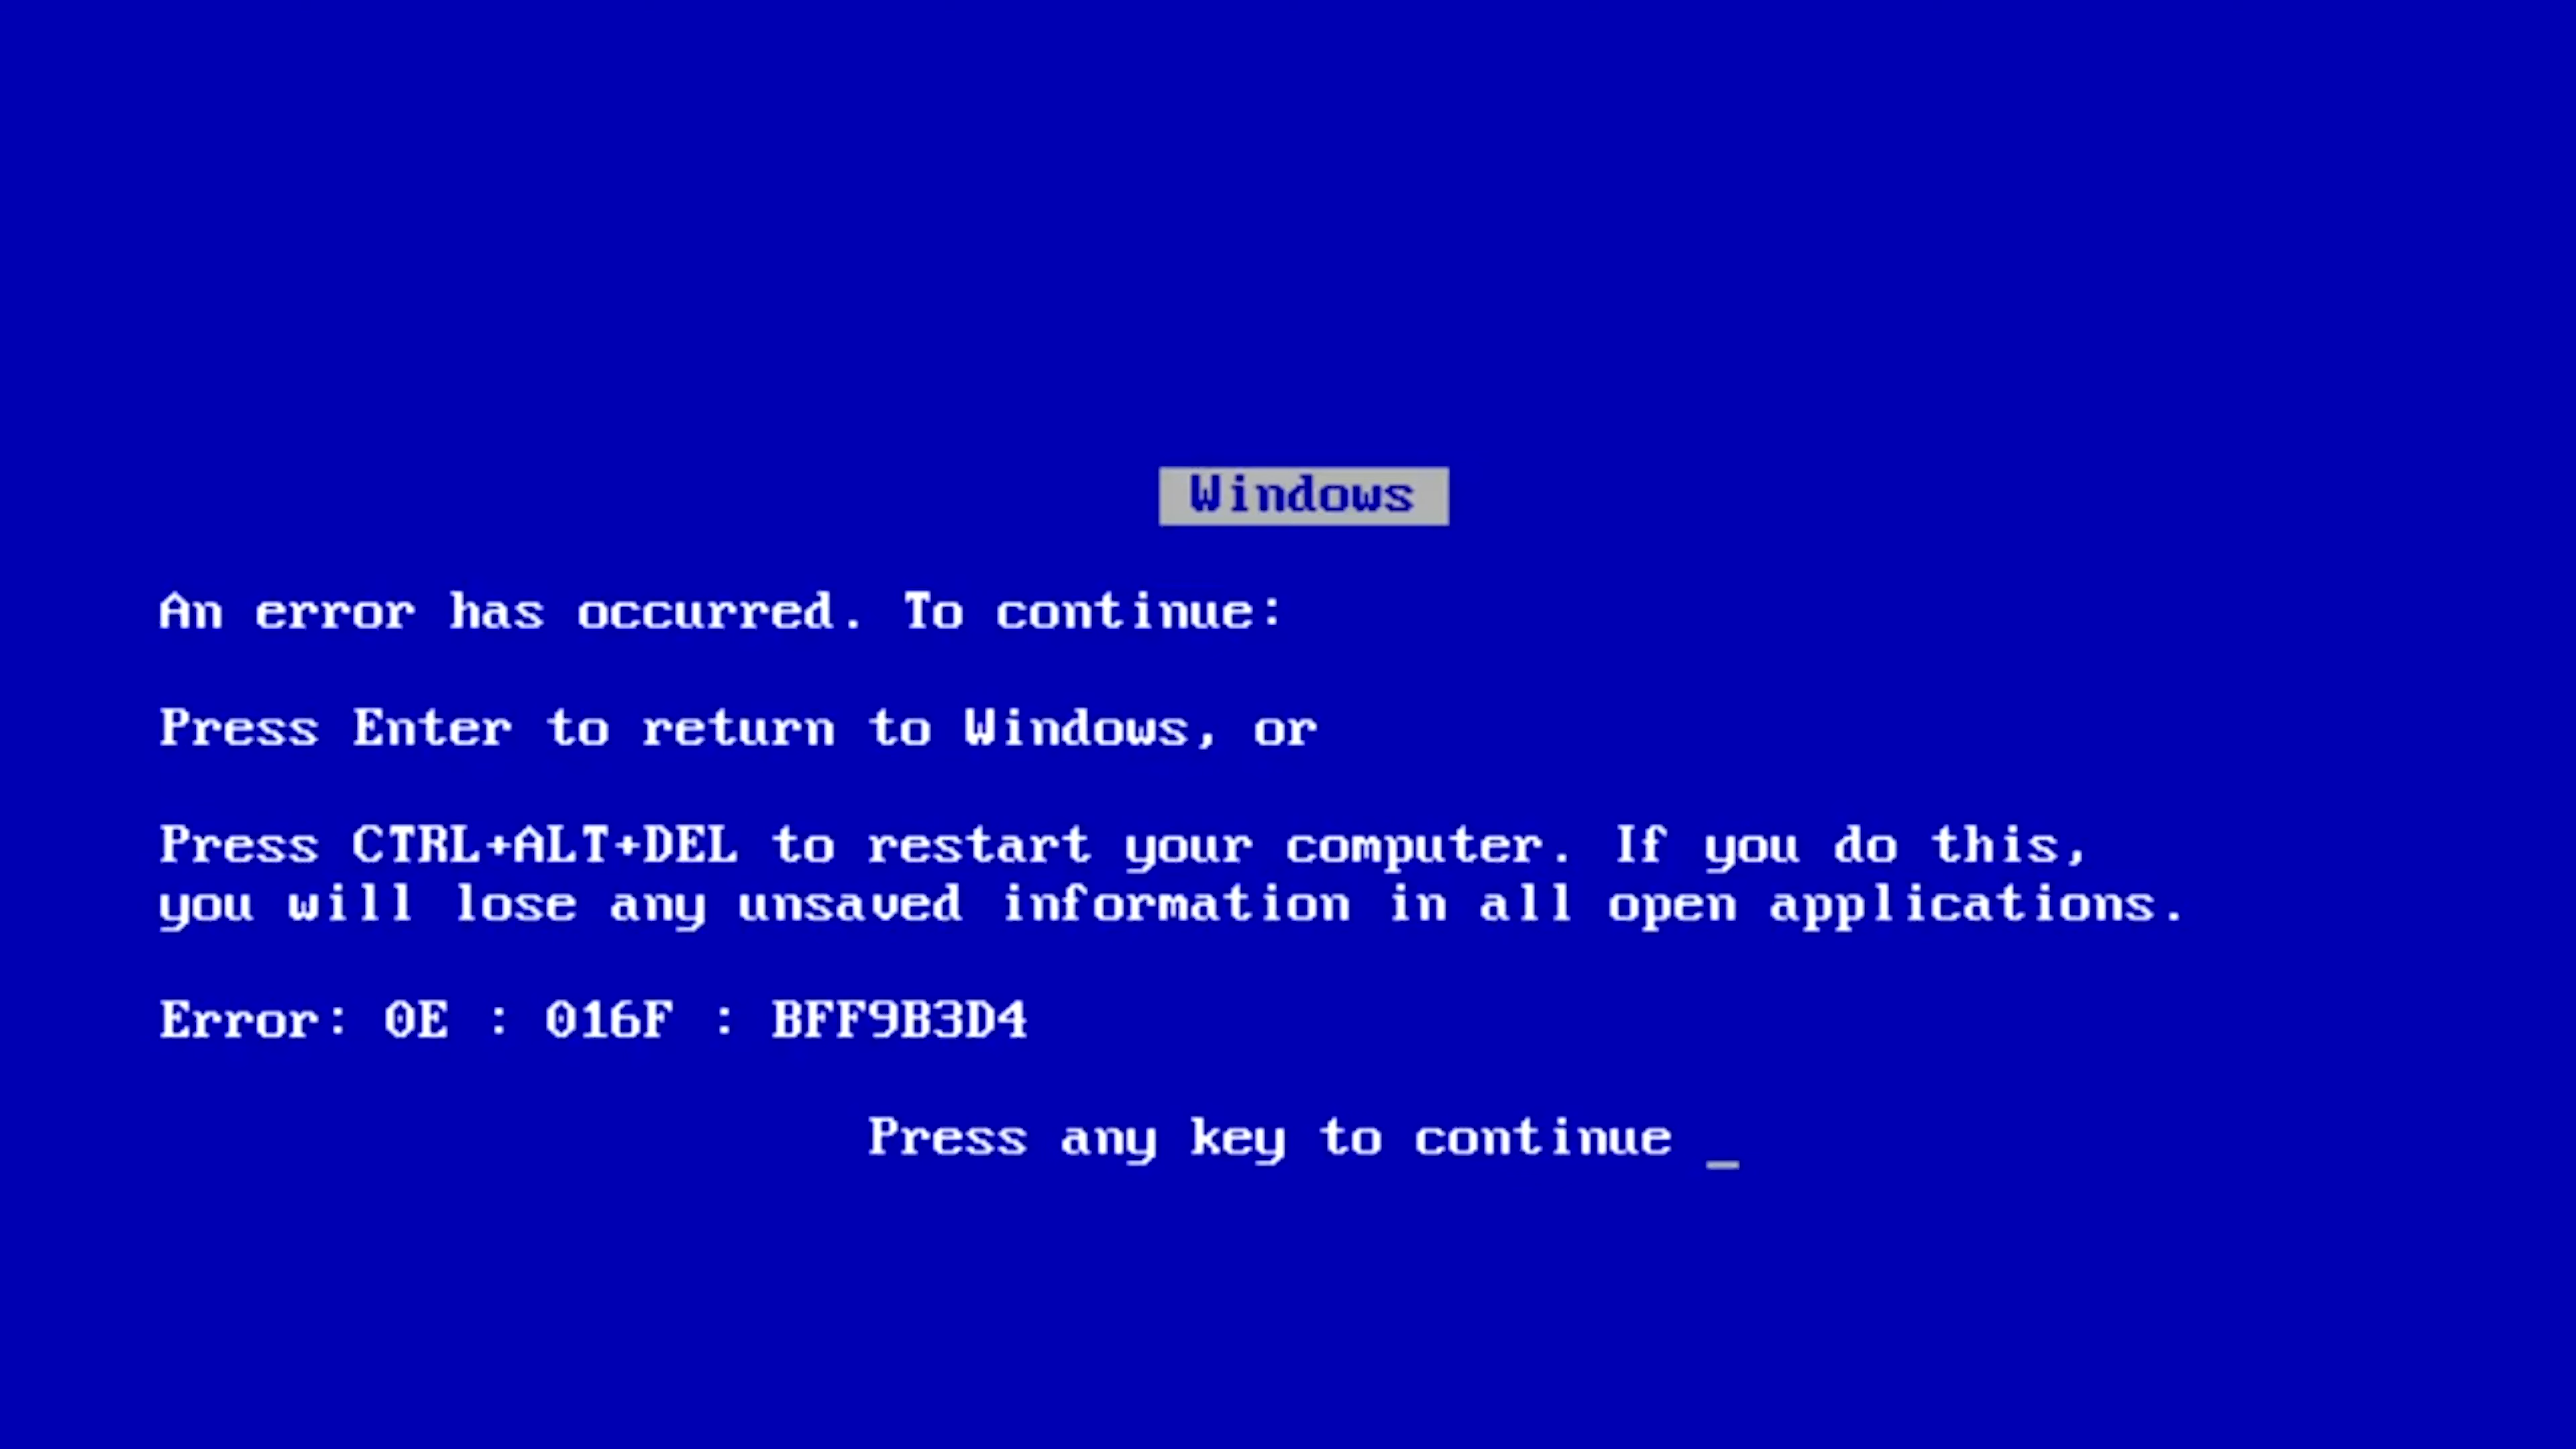 Windows
An error has occurred. To continue:
Press Enter to return to Windows, or
Press CTRL+ALT+DEL to restart your computer. If you do this,
you will lose any unsaved information in all open applications.
Error: 0E : 016F : BFF9B3D4
Press any key to continue _